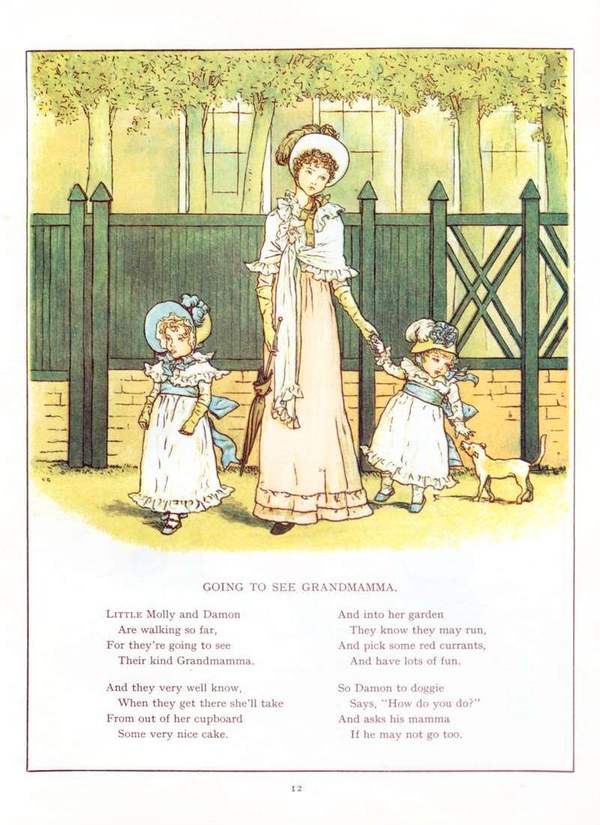 GOING TO SEE GRANDMAMMA.
LITTLE Molly and Damon
Are walking so far,
For they're going to see
Their kind Grandmamma.
And they very well know,
When they get there she'll take
From out of her cupboard
Some very nice cake.
And into her garden
They know they may run,
And pick some red currants,
And have lots of fun.
So Damon to doggie
Says, "How do you do?"
And asks his mamma
If he may not go too.
12